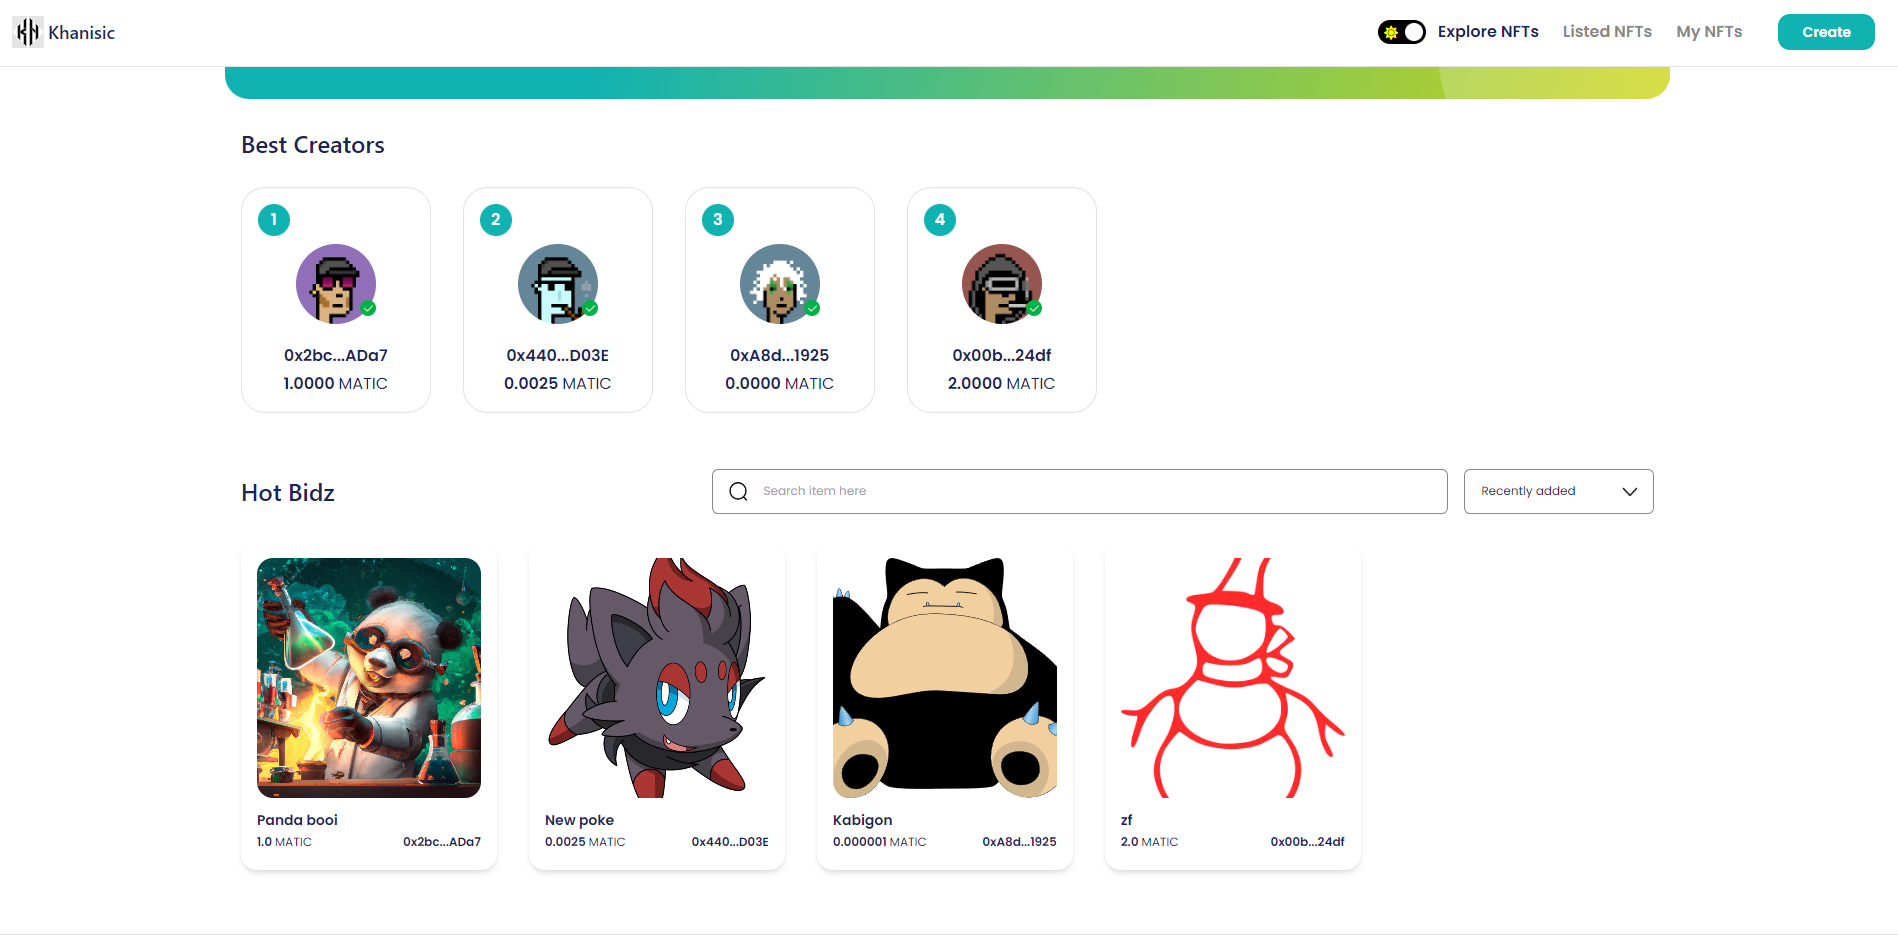 Khanisic
Explore NFTs
Listed NFTs
My NFTs
Create
Best Creators
1
2
3
4
0x2bc...ADa7
0x440...D03E
0xA8d...1925
0x00b...24df
1.0000 MATIC
0.0025 MATIC
0.0000 MATIC
2.0000 MATIC
Hot Bidz
Search item here
Recently added
Panda booi
1.0 MATIC
0x2bc...ADa7
New poke
0.0025 MATIC
0x440...D03E
Kabigon
0.000001 MATIC
0xA8d...1925
zf
2.0 MATIC
0x00b...24df